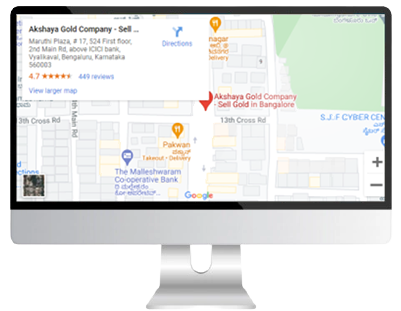 Akshaya Gold Company - Sell ...
Maruthi Plaza, # 17, 524 First floor,
2nd Main Rd, above ICICI bank,
Vyalikaval, Bengaluru, Karnataka
560003
4.7
449 reviews
View larger map
Directions
nagar
Akshaya Gold Company
- Sell Gold in Bangalore
13th Cross Rd
13th Cross Rd
Main Rd
S.J.F CYBER CEN
Pakwan
Takeout - Delivery
The Malleshwaram
Co-operative Bank
Google
+
−